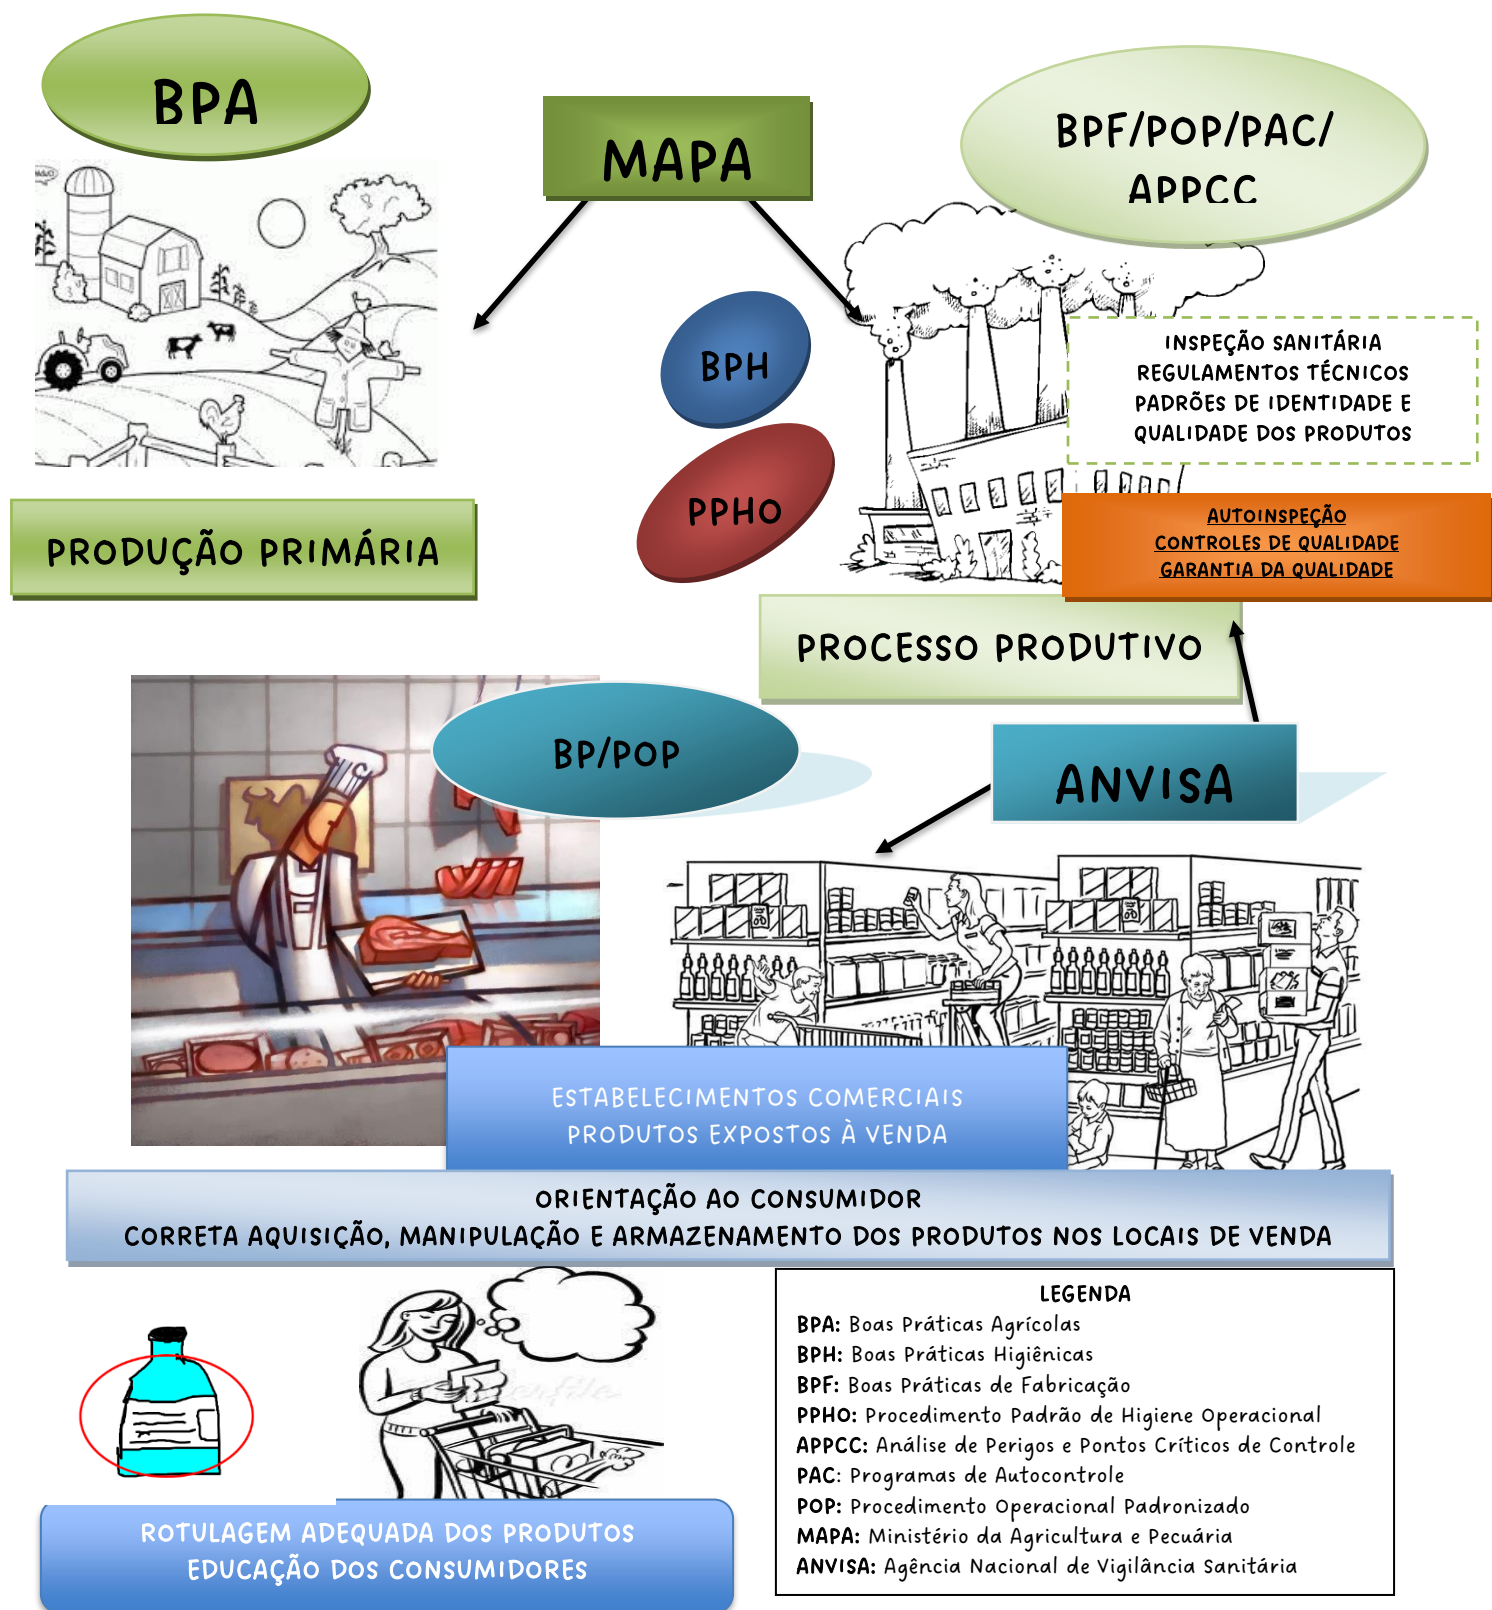 BPA
MAPA
BPF/POP/PAC/
APPCC
BPH
PPHO
INSPEÇÃO SANITÁRIA
REGULAMENTOS TÉCNICOS
PADRÕES DE IDENTIDADE E
QUALIDADE DOS PRODUTOS
AUTOINSPEÇÃO
CONTROLES DE QUALIDADE
GARANTIA DA QUALIDADE
PRODUÇÃO PRIMÁRIA
PROCESSO PRODUTIVO
BP/POP
ANVISA
ESTABELECIMENTOS COMERCIAIS
PRODUTOS EXPOSTOS À VENDA
ORIENTAÇÃO AO CONSUMIDOR
CORRETA AQUISIÇÃO, MANIPULAÇÃO E ARMAZENAMENTO DOS PRODUTOS NOS LOCAIS DE VENDA
ROTULAGEM ADEQUADA DOS PRODUTOS
EDUCAÇÃO DOS CONSUMIDORES
LEGENDA
BPA: Boas Práticas Agrícolas
BPH: Boas Práticas Higiênicas
BPF: Boas Práticas de Fabricação
PPHO: Procedimento Padrão de Higiene Operacional
APPCC: Análise de Perigos e Pontos Críticos de Controle
PAC: Programas de Autocontrole
POP: Procedimento Operacional Padronizado
MAPA: Ministério da Agricultura e Pecuária
ANVISA: Agência Nacional de Vigilância Sanitária